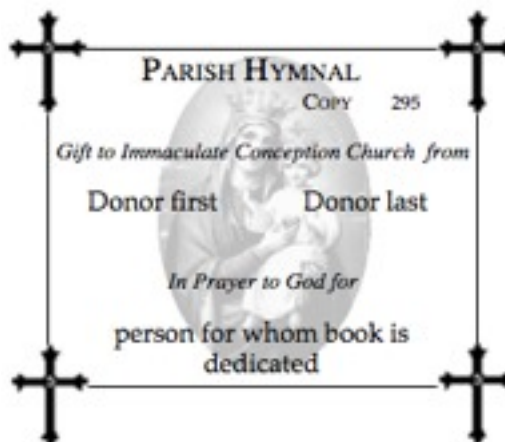 PARISH HYMNAL
COPY 295
Gift to Immaculate Conception Church from
Donor first Donor last
In Prayer to God for
person for whom book is
dedicated